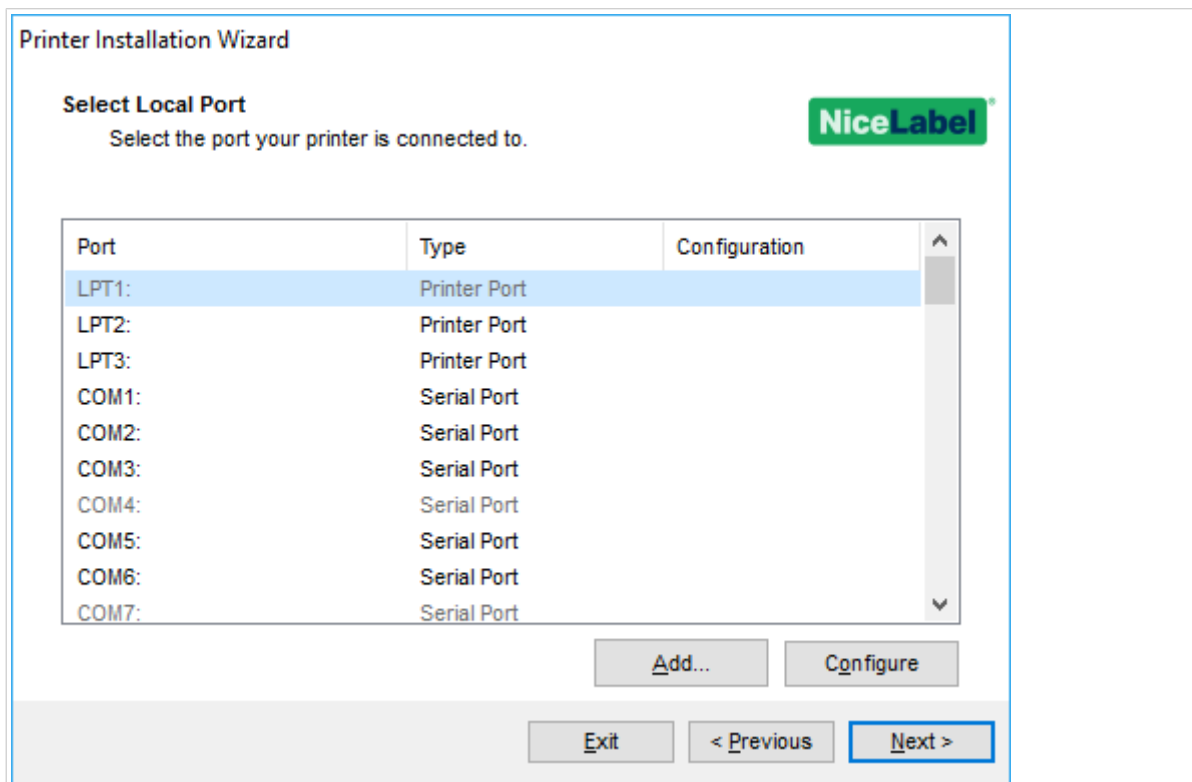 Printer Installation Wizard
Select Local Port
Select the port your printer is connected to.
NiceLabel®
Port Type Configuration
LPT1: Printer Port
LPT2: Printer Port
LPT3: Printer Port
COM1: Serial Port
COM2: Serial Port
COM3: Serial Port
COM4: Serial Port
COM5: Serial Port
COM6: Serial Port
COM7: Serial Port
Add... Configure
Exit < Previous Next >